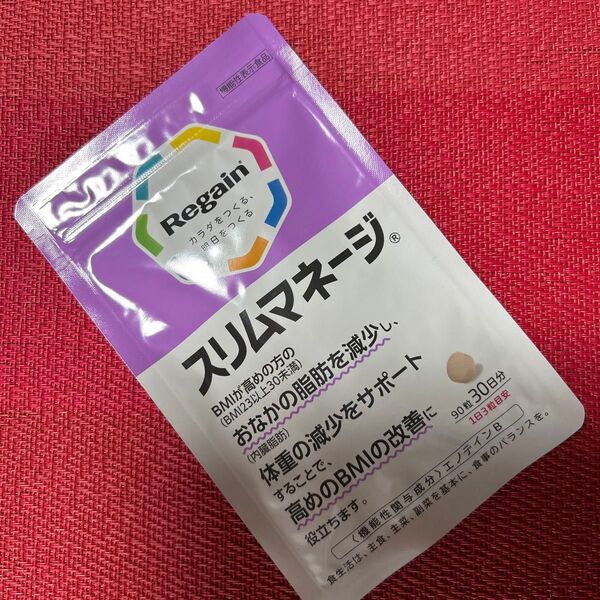 機能性表示食品
Regain®
カラダをつくる、
明日をつくる
スリムマネージ®
BMIが高めの方の
(BMI23以上30未満)
おなかの脂肪を減少し、
(内臓脂肪)
体重の減少をサポート
することで、
高めのBMIの改善に
役立ちます。
90粒 30日分
1日3粒目安
〈機能性関与成分〉エノテインB
食生活は、主食、主菜、副菜を基本に、食事のバランスを。